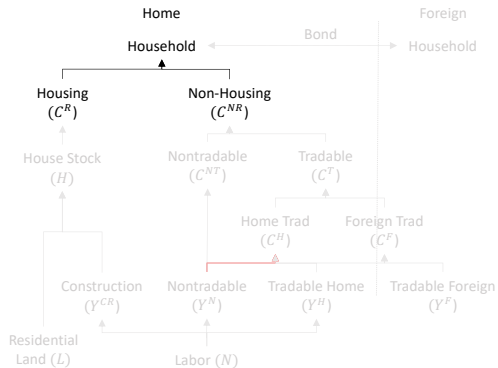 Home Foreign
Bond
Household Household
Housing Non-Housing
(C^R) (C^{NR})
House Stock Nontradable Tradable
(H) (C^{NT}) (C^T)
Home Trad Foreign Trad
(C^H) (C^F)
Construction Nontradable Tradable Home Tradable Foreign
(Y^{CR}) (Y^N) (Y^H) (Y^F)
Residential
Land (L) Labor (N)